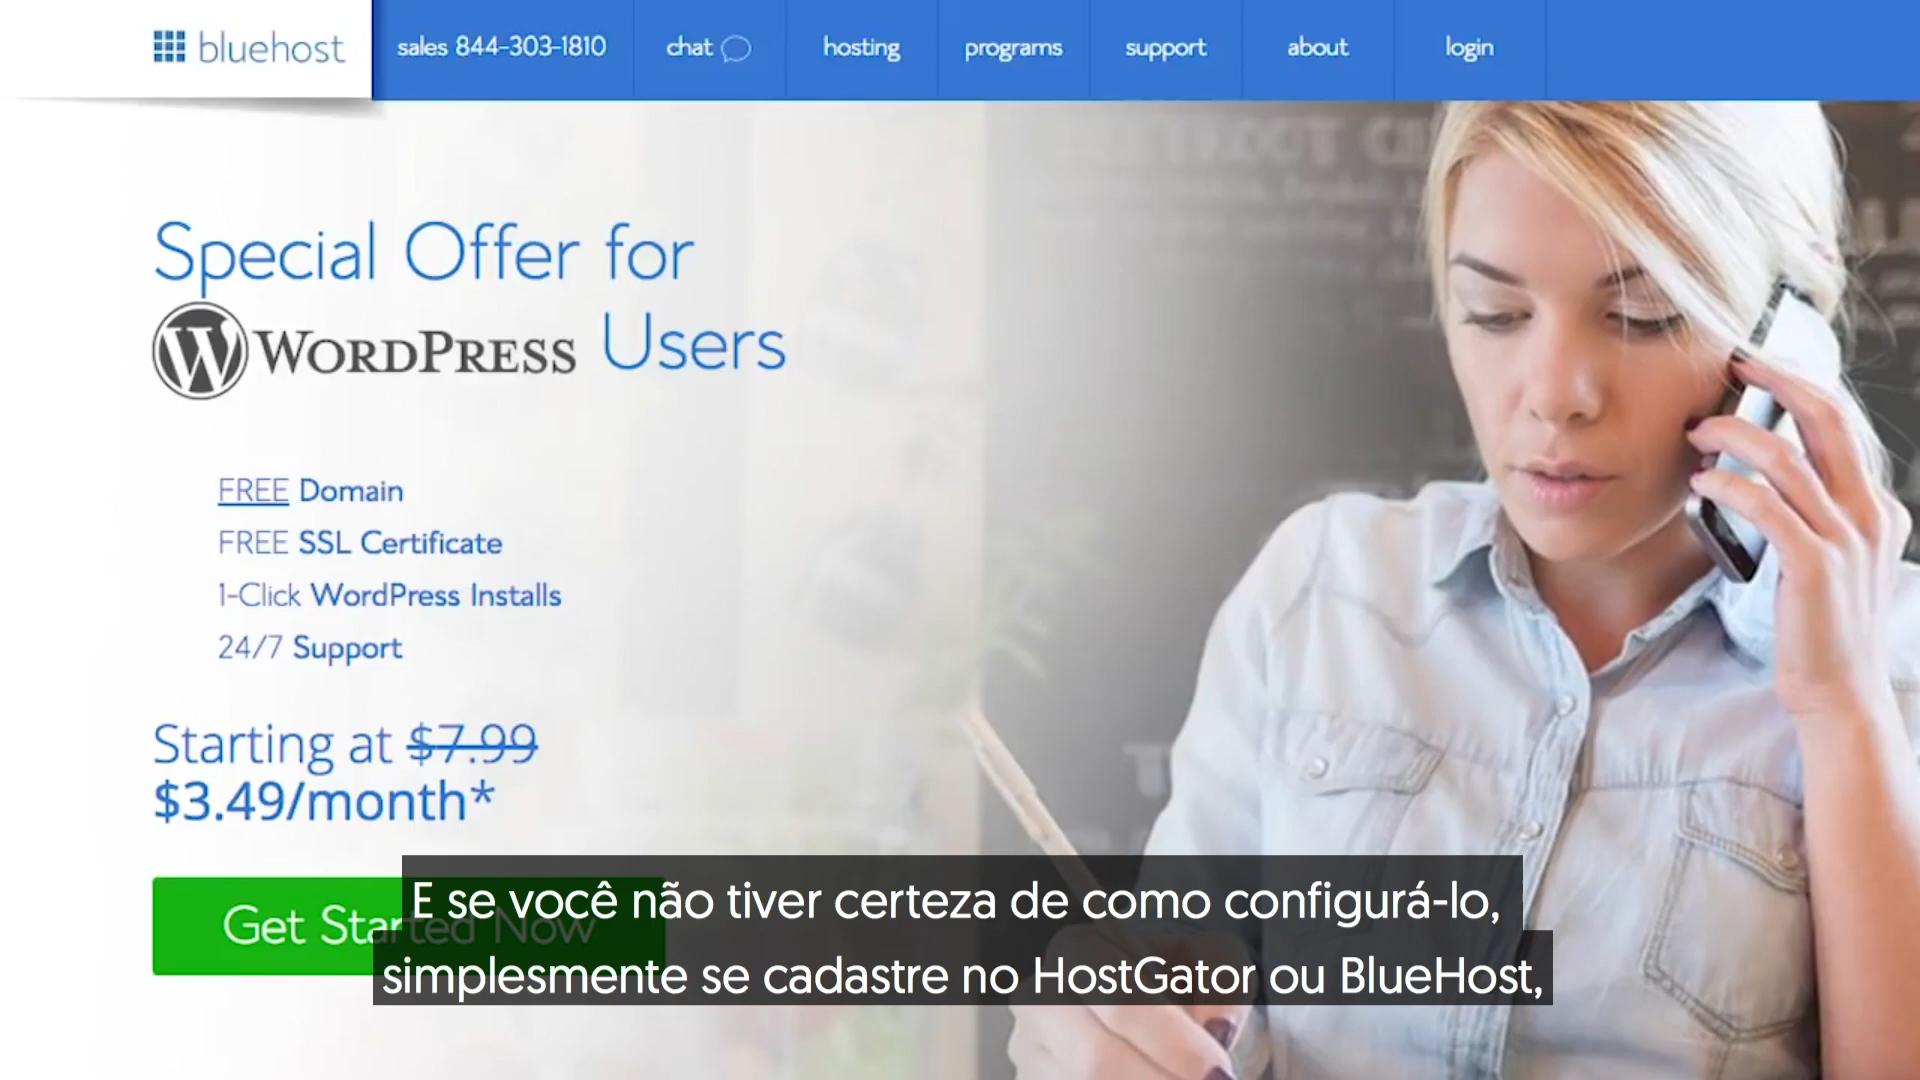 bluehost
sales 844-303-1810
chat
hosting
programs
support
about
login
Special Offer for
WORDPRESS Users
FREE Domain
FREE SSL Certificate
1-Click WordPress Installs
24/7 Support
Starting at $7.99
$3.49/month*
Get Started Now
E se você não tiver certeza de como configurá-lo,
simplesmente se cadastre no HostGator ou BlueHost,